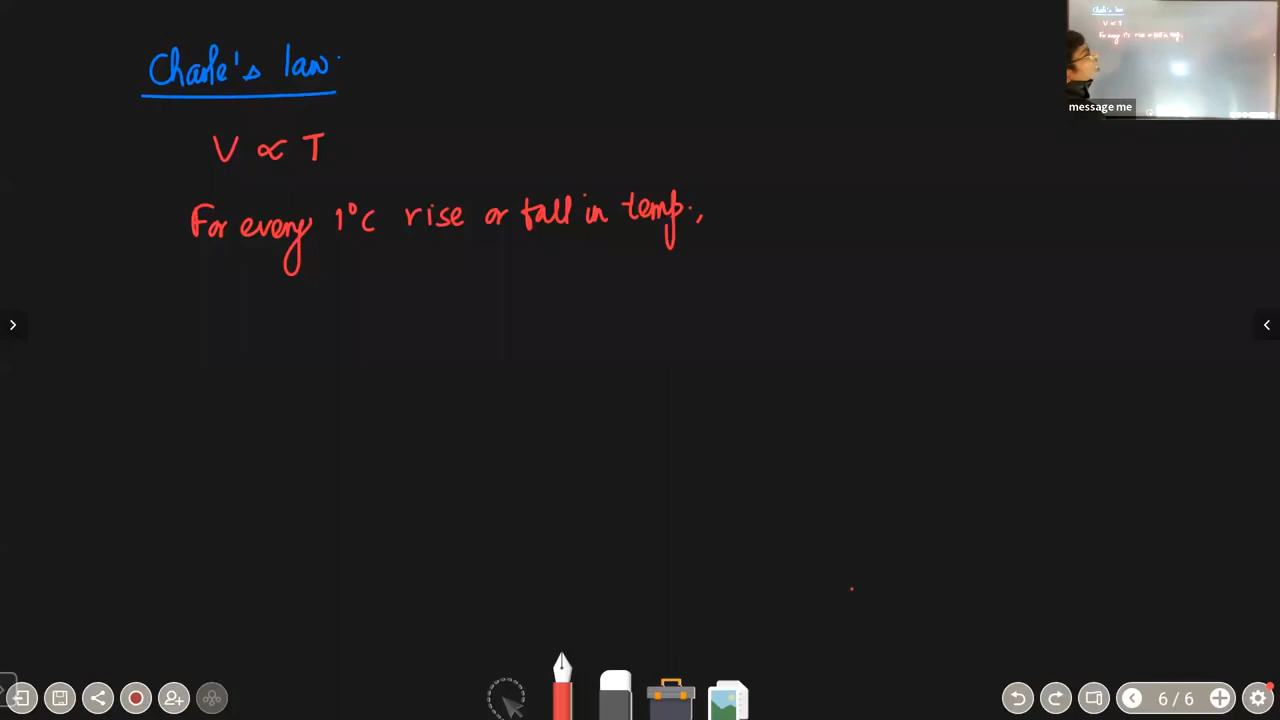 Charle's law.
V ∝ T
For every 1°C rise or fall in temp.,
message me
6/6